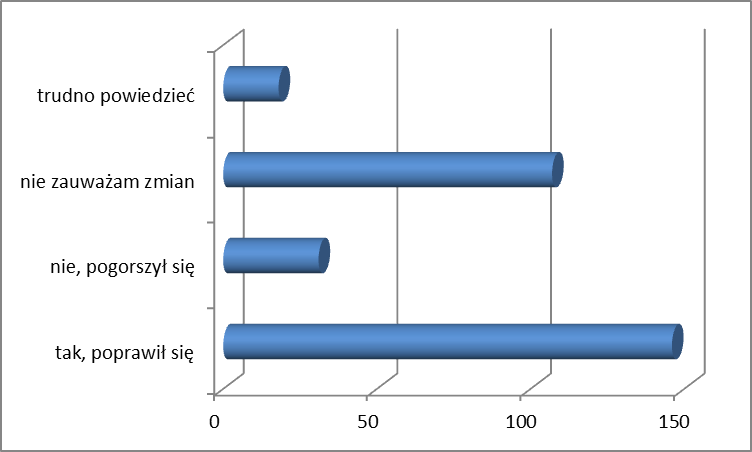 trudno powiedzieć
nie zauważam zmian
nie, pogorszył się
tak, poprawił się
0 50 100 150